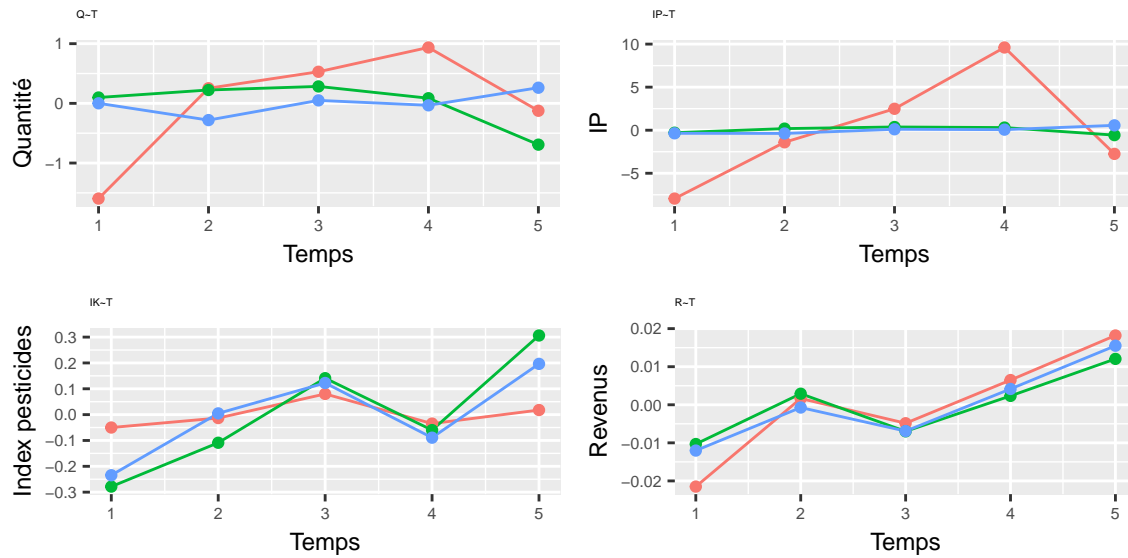 Q~T
Quantité
1
0
−1
1 2 3 4 5
Temps
IP~T
IP
10
5
0
−5
1 2 3 4 5
Temps
IK~T
Index pesticides
0.3
0.2
0.1
0.0
−0.1
−0.2
−0.3
1 2 3 4 5
Temps
R~T
Revenus
0.02
0.01
0.00
−0.01
−0.02
1 2 3 4 5
Temps